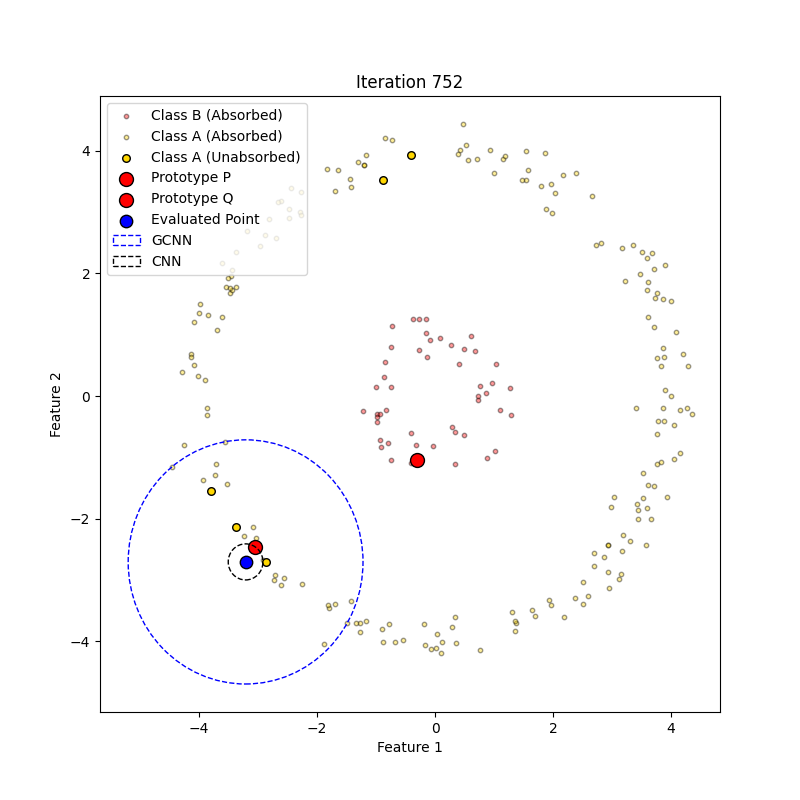 Iteration 752
Class B (Absorbed)
Class A (Absorbed)
Class A (Unabsorbed)
Prototype P
Prototype Q
Evaluated Point
GCNN
CNN
Feature 2
4
2
0
−2
−4
−4
−2
0
2
4
Feature 1